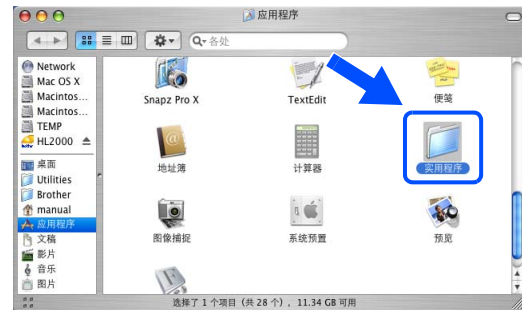 应用程序
各处
Network
Mac OS X
Macintos...
Macintos...
TEMP
HL2000
桌面
Utilities
Brother
manual
应用程序
文稿
影片
音乐
图片
Snapz Pro X
TextEdit
便笺
地址簿
计算器
实用程序
图像捕捉
系统预置
预览
选择了 1 个项目（共 28 个）, 11.34 GB 可用